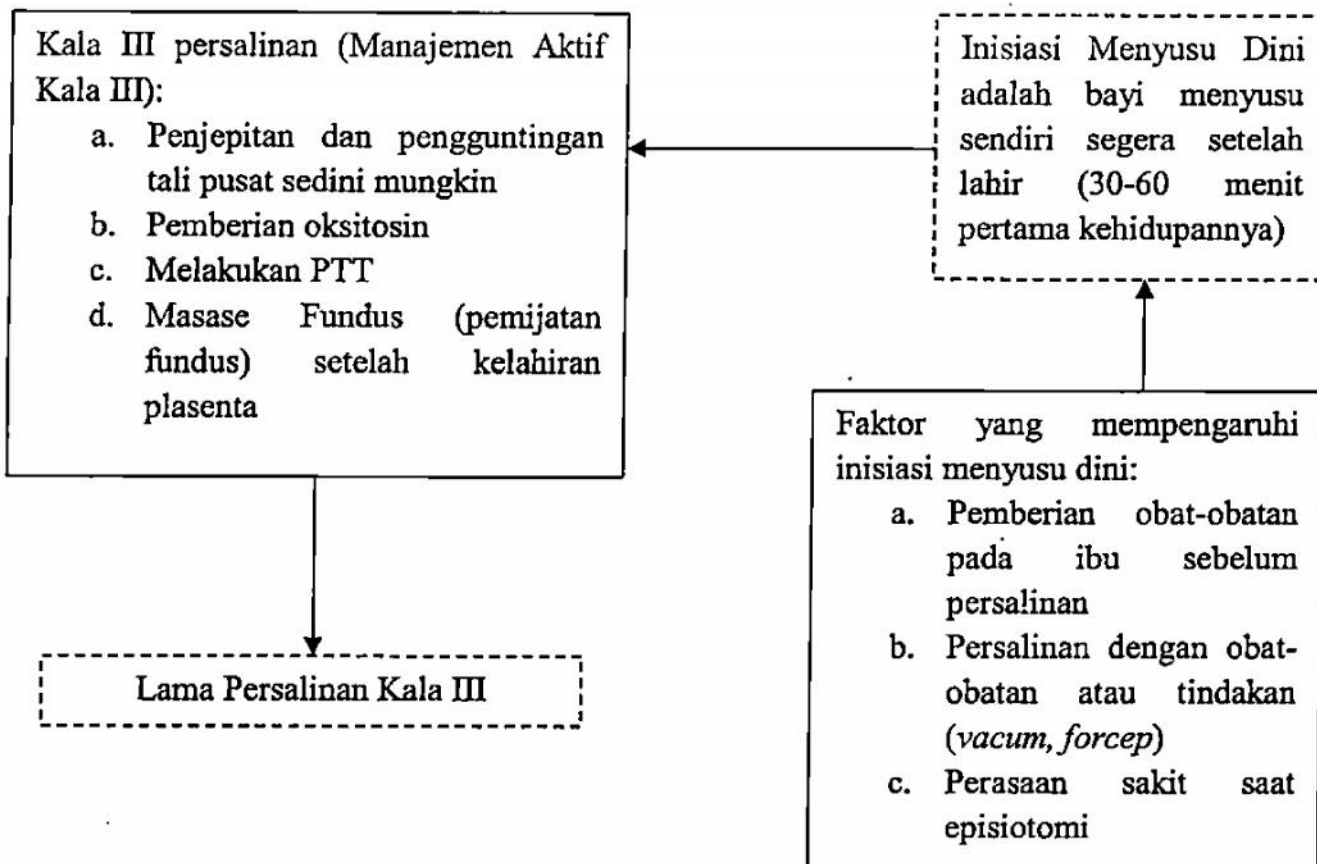 Kala III persalinan (Manajemen Aktif
Kala III):
a. Penjepitan dan pengguntingan
tali pusat sedini mungkin
b. Pemberian oksitosin
c. Melakukan PTT
d. Masase Fundus (pemijatan
fundus) setelah kelahiran
plasenta
Inisiasi Menyusu Dini
adalah bayi menyusu
sendiri segera setelah
lahir (30-60 menit
pertama kehidupannya)
Lama Persalinan Kala III
Faktor yang mempengaruhi
inisiasi menyusu dini:
a. Pemberian obat-obatan
pada ibu sebelum
persalinan
b. Persalinan dengan obat-
obatan atau tindakan
(vacum, forcep)
c. Perasaan sakit saat
episiotomi